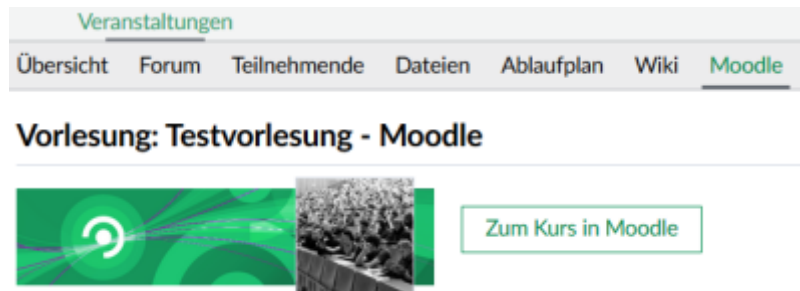 Veranstaltungen
Übersicht Forum Teilnehmende Dateien Ablaufplan Wiki Moodle
Vorlesung: Testvorlesung - Moodle
Zum Kurs in Moodle